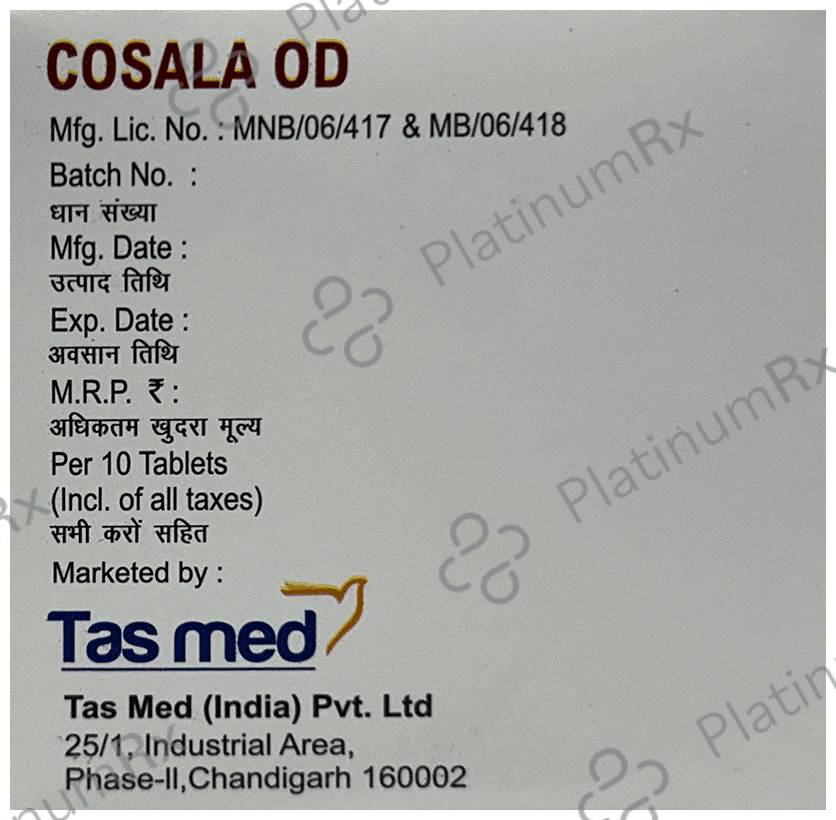 COSALA OD
Mfg. Lic. No. : MNB/06/417 & MB/06/418
Batch No. :
धान संख्या
Mfg. Date :
उत्पाद तिथि
Exp. Date :
अवसान तिथि
M.R.P. ₹ :
अधिकतम खुदरा मूल्य
Per 10 Tablets
(Incl. of all taxes)
सभी करों सहित
Marketed by :
Tas med
Tas Med (India) Pvt. Ltd
25/1, Industrial Area,
Phase-II,Chandigarh 160002
PlatinumRx
PlatinumRx